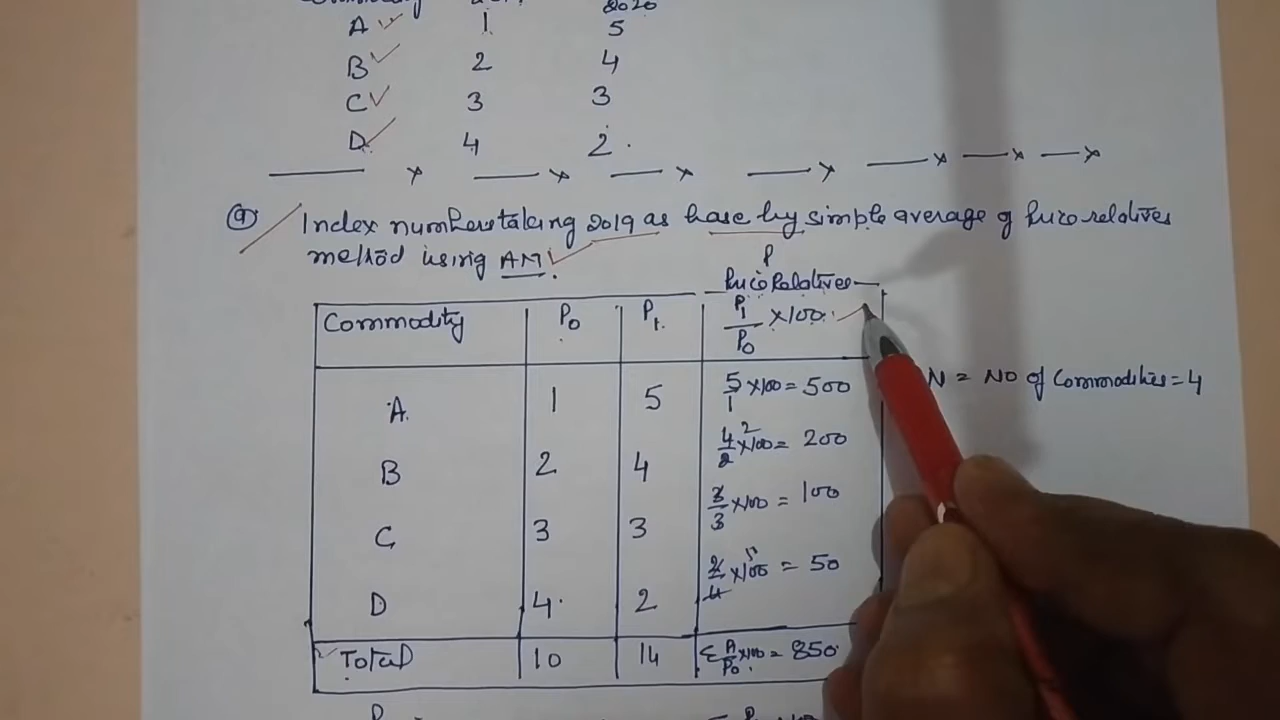 2020
A 1 5
B 2 4
C 3 3
D 4 2.
(a) Index numbers taking 2019 as base by simple average of price relatives
method using AM.
P
Price Relatives
Commodity P0 P1 P1/P0 ×100
A 1 5 5/1 ×100 = 500 N = No of Commodities = 4
B 2 4 4/2 ×100 = 200
C 3 3 3/3 ×100 = 100
D 4 2 2/4 ×100 = 50
Total 10 14 Σ P1/P0 ×100 = 850